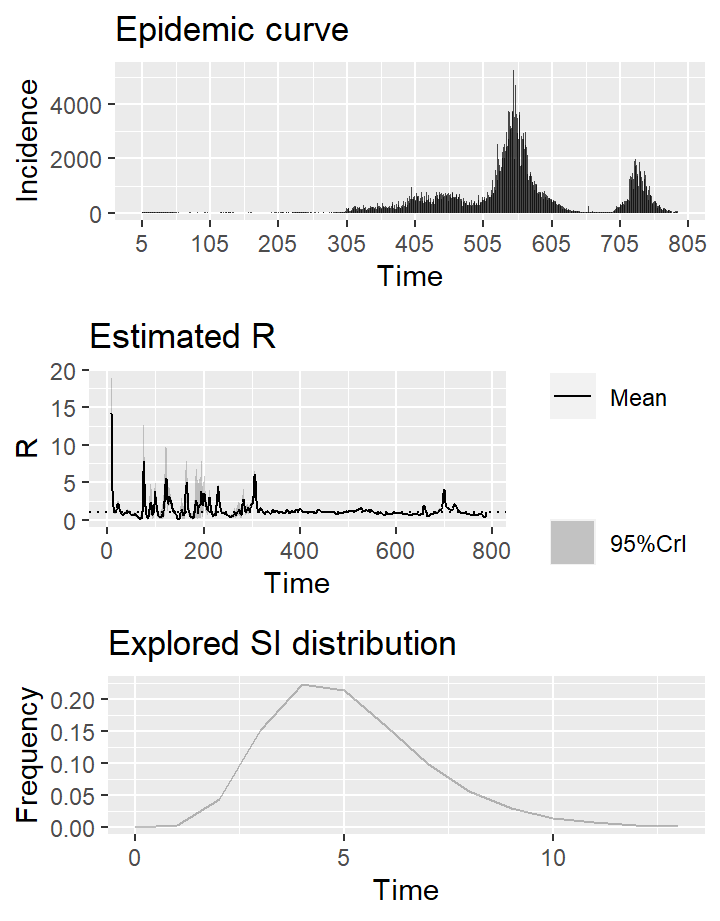 Epidemic curve
Incidence
4000
2000
0
5 105 205 305 405 505 605 705 805
Time
Estimated R
R
20
15
10
5
0
0 200 400 600 800
Time
Mean
95%CrI
Explored SI distribution
Frequency
0.20
0.15
0.10
0.05
0.00
0 5 10
Time